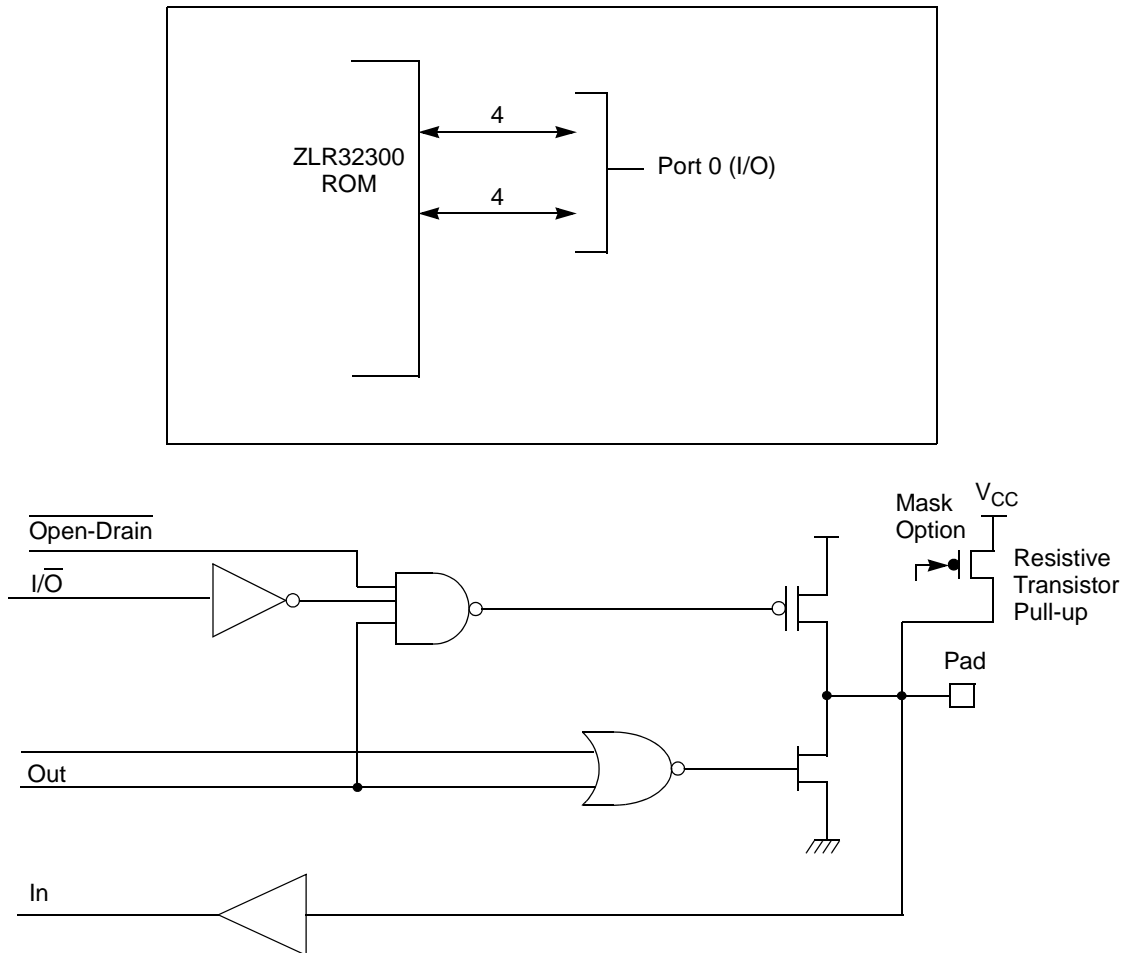 4
ZLR32300
ROM
Port 0 (I/O)
4
Mask
Option
VCC
Open-Drain
I/O
Resistive
Transistor
Pull-up
Pad
Out
In